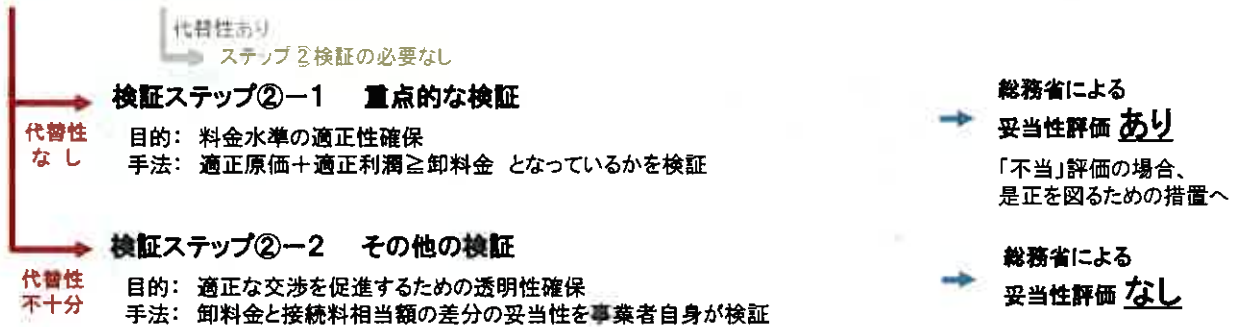 代替性あり
ステップ②検証の必要なし
検証ステップ②－1　重点的な検証
代替性
なし
目的：　料金水準の適正性確保
手法：　適正原価＋適正利潤≧卸料金　となっているかを検証
総務省による
妥当性評価 あり
「不当」評価の場合、
是正を図るための措置へ
検証ステップ②－2　その他の検証
代替性
不十分
目的：　適正な交渉を促進するための透明性確保
手法：　卸料金と接続料相当額の差分の妥当性を事業者自身が検証
総務省による
妥当性評価 なし